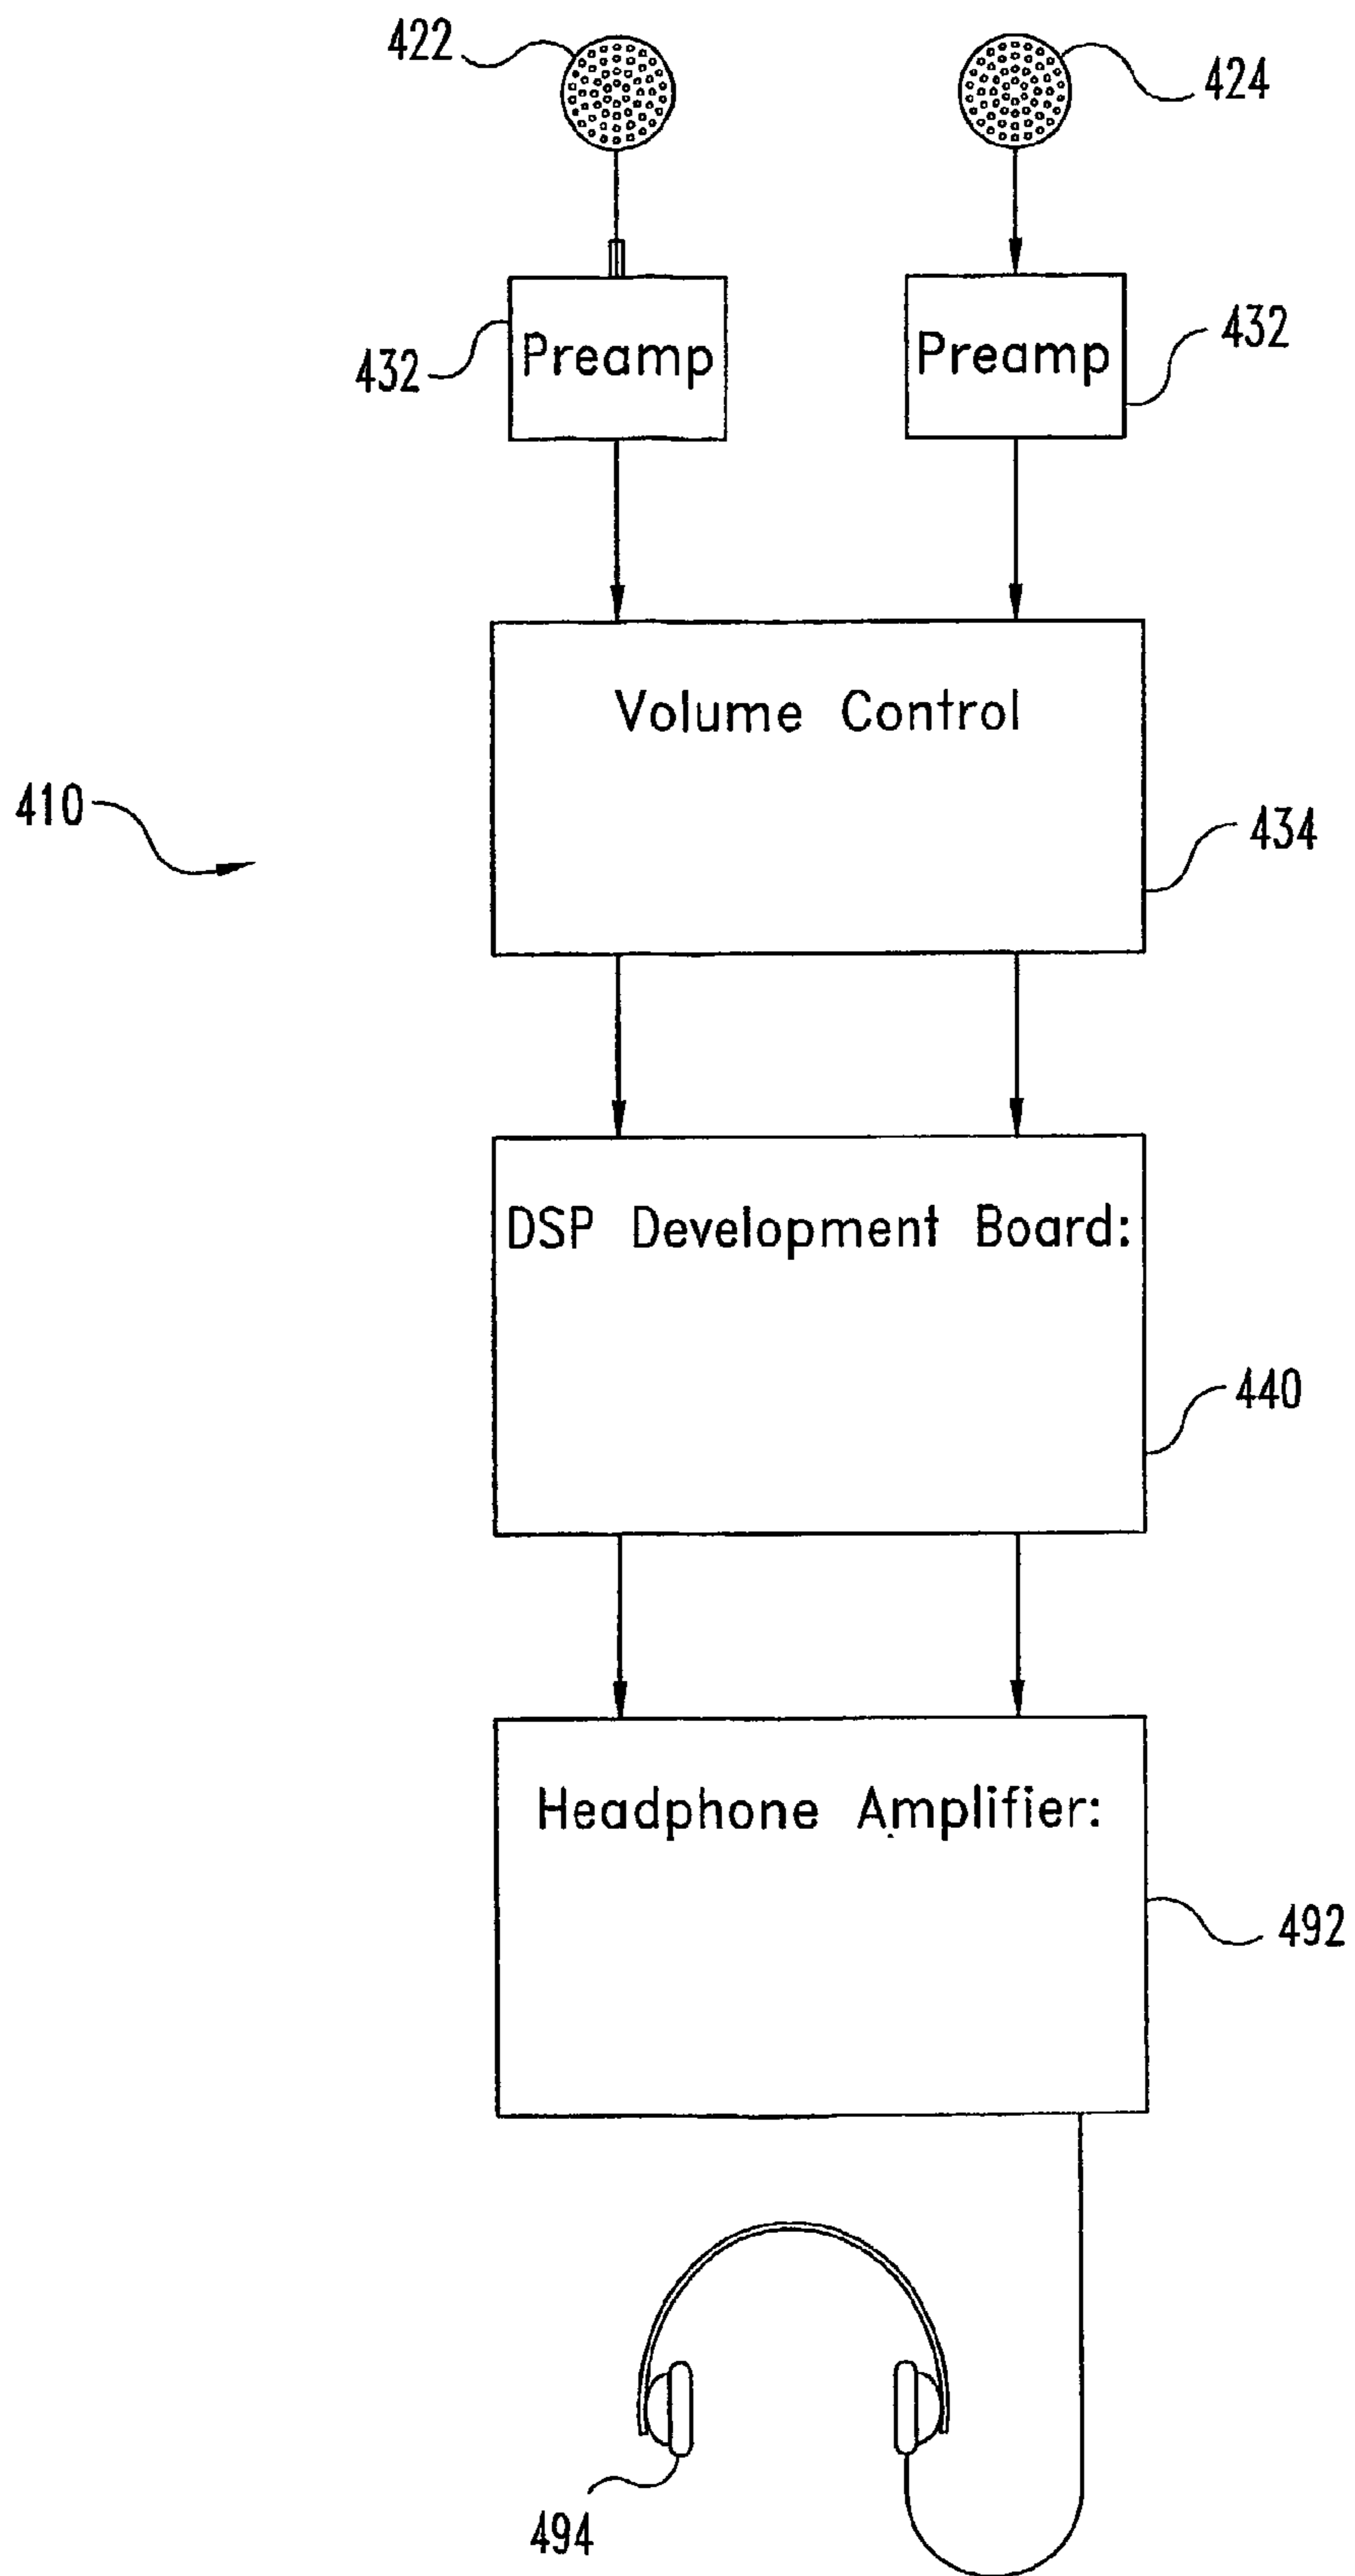 422
424
432
Preamp
Preamp
432
Volume Control
410
434
DSP Development Board:
440
Headphone Amplifier:
492
494